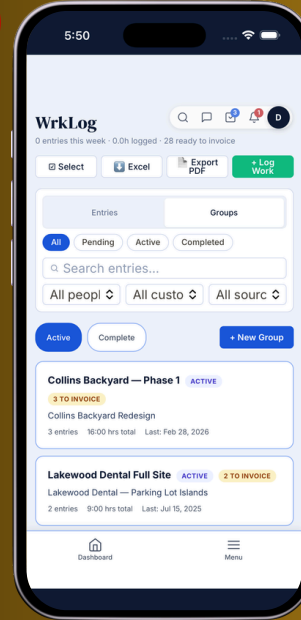 5:50
WrkLog
3
1
D
0 entries this week · 0.0h logged · 28 ready to invoice
Select
Excel
Export
PDF
+ Log
Work
Entries
Groups
All
Pending
Active
Completed
Search entries...
All peopl
All custo
All sourc
Active
Complete
+ New Group
Collins Backyard — Phase 1
ACTIVE
3 TO INVOICE
Collins Backyard Redesign
3 entries 16:00 hrs total Last: Feb 28, 2026
Lakewood Dental Full Site
ACTIVE
2 TO INVOICE
Lakewood Dental — Parking Lot Islands
2 entries 9:00 hrs total Last: Jul 15, 2025
Dashboard
Menu